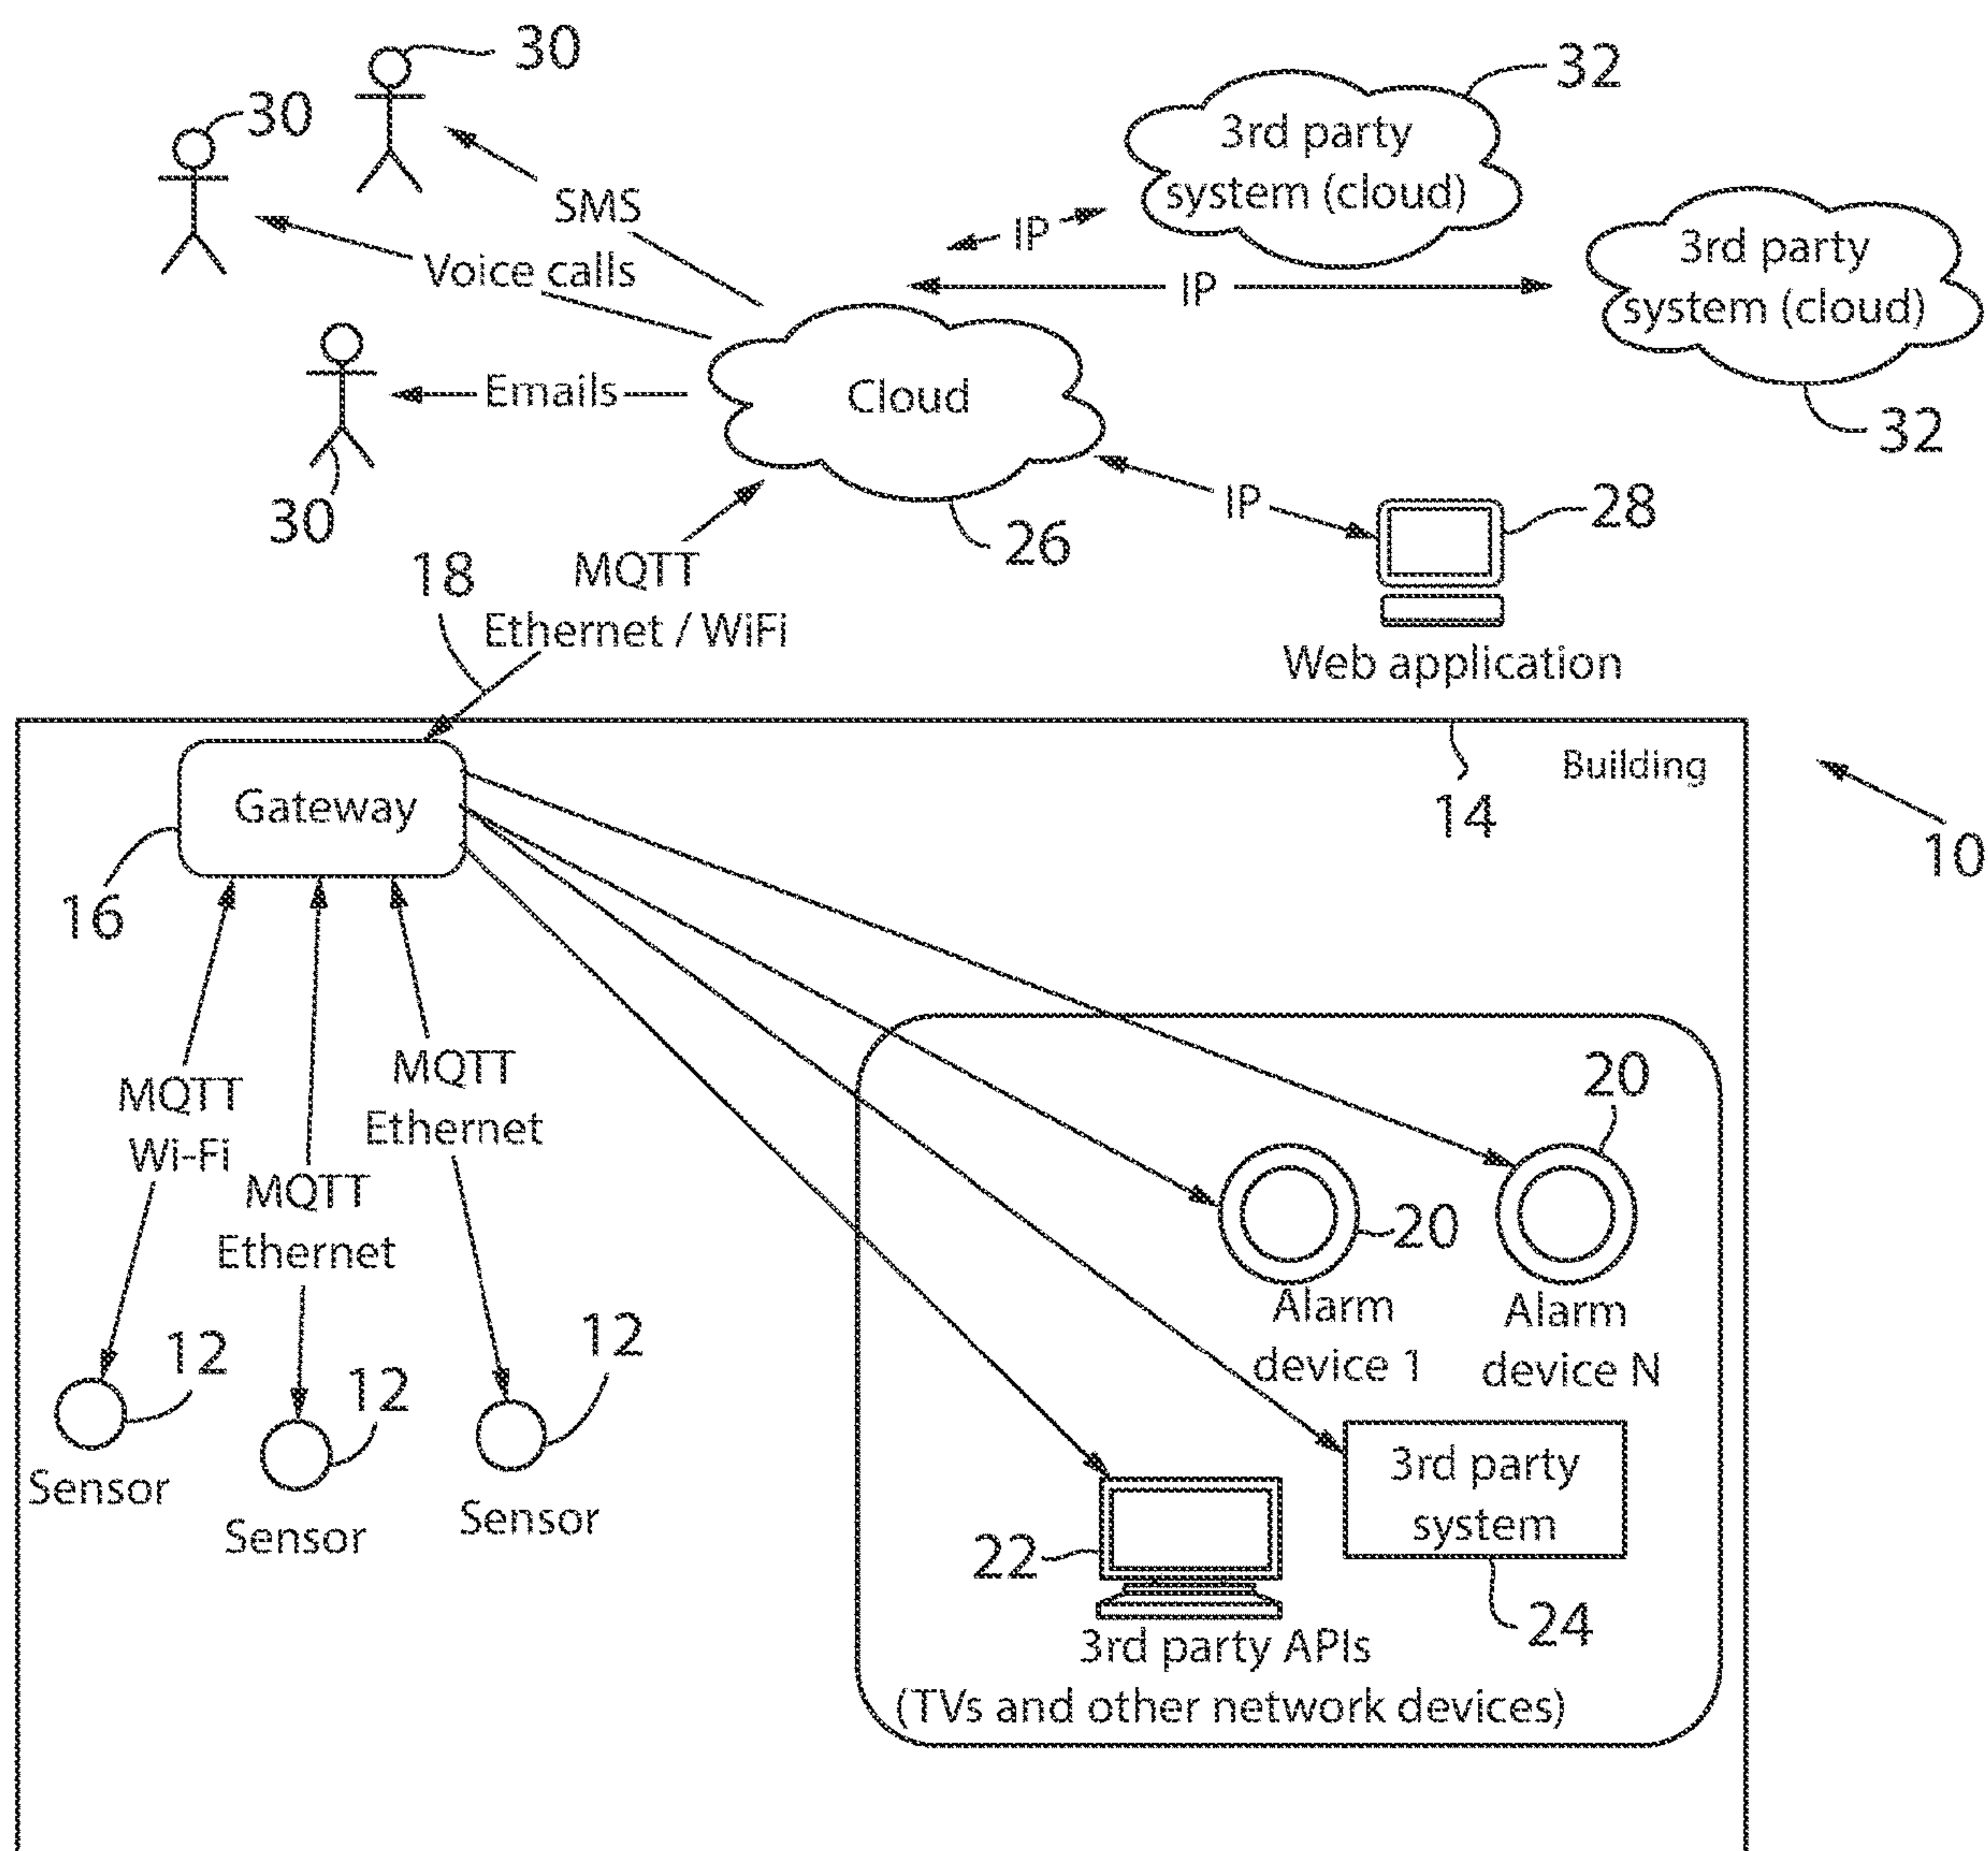 30
30
32
3rd party
system (cloud)
SMS
IP
3rd party
system (cloud)
Voice calls
IP
Emails
Cloud
32
30
IP
28
26
18
MQTT
Ethernet / WiFi
Web application
Building
14
10
Gateway
16
MQTT
Wi-Fi
MQTT
Ethernet
MQTT
Ethernet
20
20
Alarm
device 1
Alarm
device N
12
12
12
Sensor
Sensor
Sensor
3rd party
system
22
24
3rd party APIs
(TVs and other network devices)